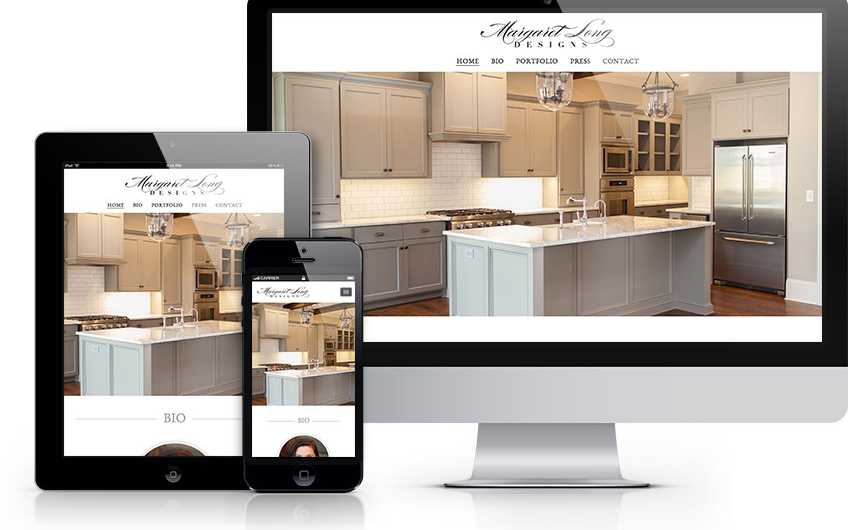 Margaret Long
DESIGNS
HOME BIO PORTFOLIO PRESS CONTACT
Margaret Long
DESIGNS
HOME BIO PORTFOLIO PRESS CONTACT
BIO
CARRIER
Margaret Long
DESIGNS
BIO